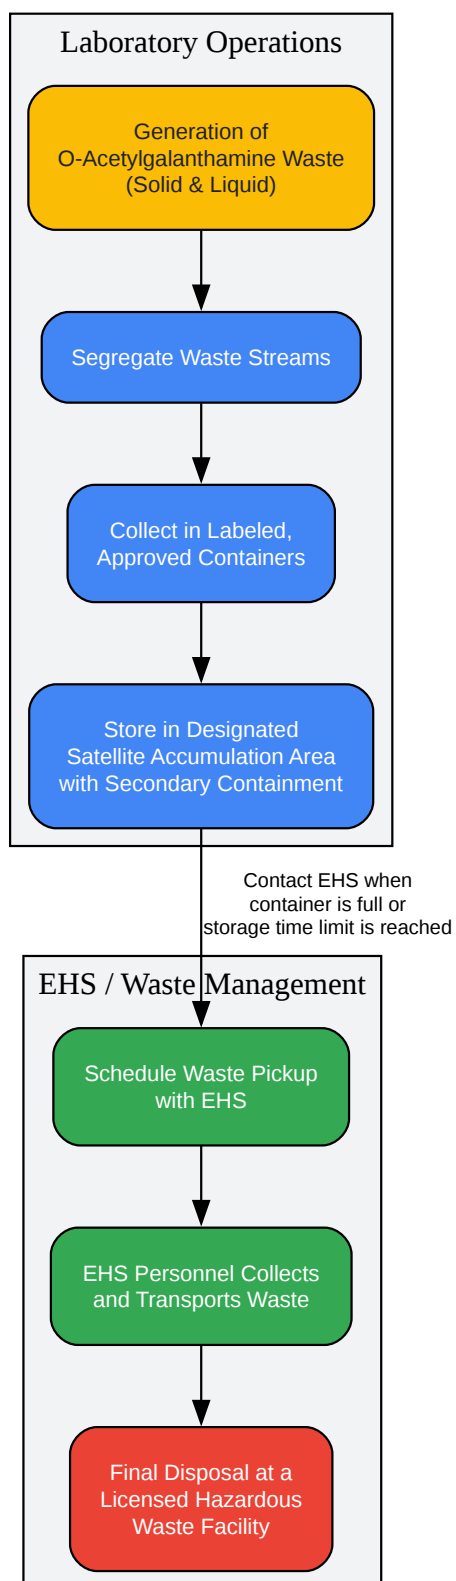 Laboratory Operations
Generation of
O-Acetylgalanthamine Waste
(Solid & Liquid)
Segregate Waste Streams
Collect in Labeled,
Approved Containers
Store in Designated
Satellite Accumulation Area
with Secondary Containment
Contact EHS when
container is full or
storage time limit is reached
EHS / Waste Management
Schedule Waste Pickup
with EHS
EHS Personnel Collects
and Transports Waste
Final Disposal at a
Licensed Hazardous
Waste Facility